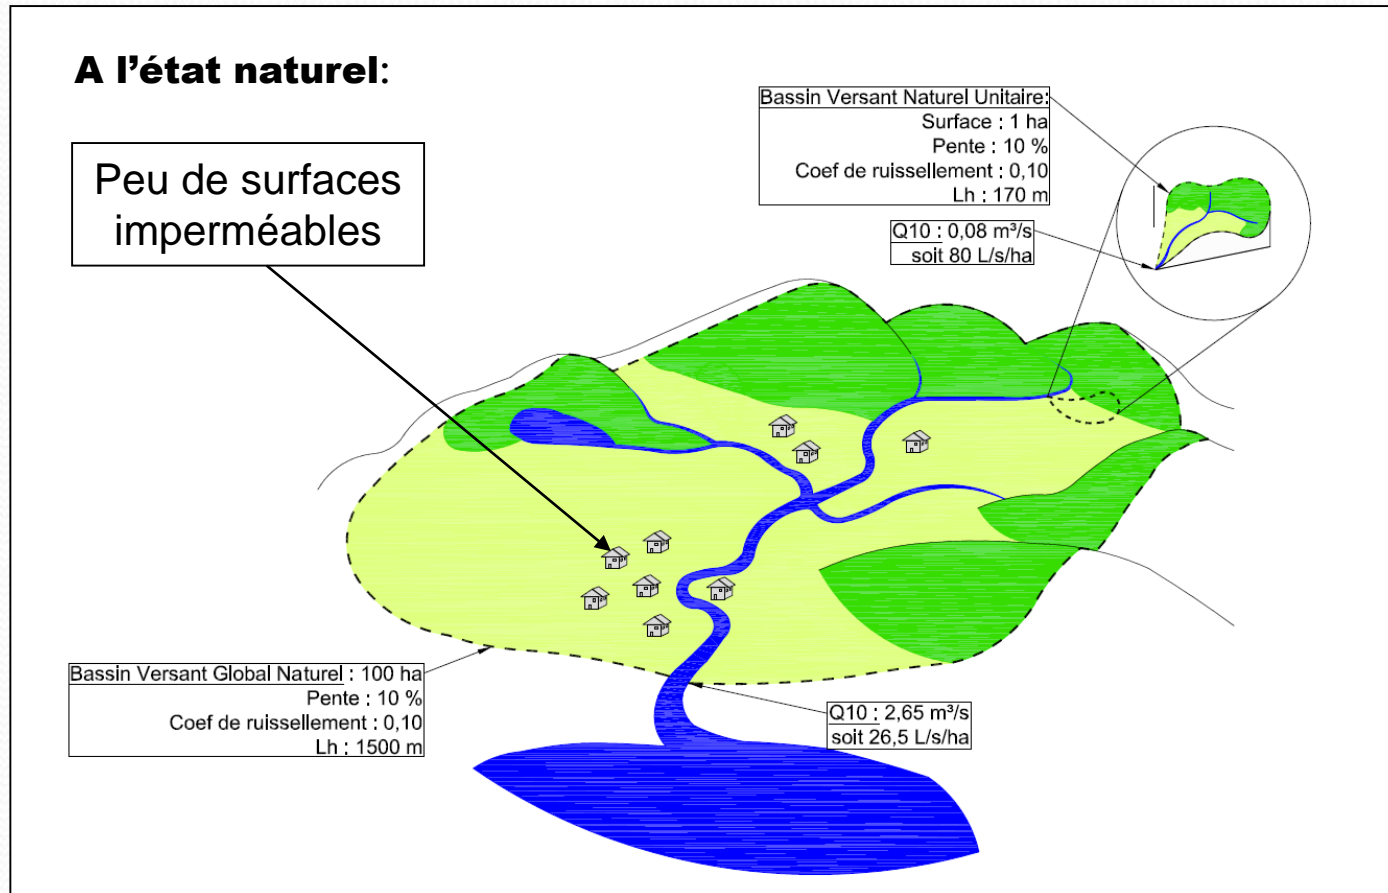 A l’état naturel:
Peu de surfaces
imperméables
Bassin Versant Naturel Unitaire:
Surface : 1 ha
Pente : 10 %
Coef de ruissellement : 0,10
Lh : 170 m
Q10 : 0,08 m³/s
soit 80 L/s/ha
Bassin Versant Global Naturel : 100 ha
Pente : 10 %
Coef de ruissellement : 0,10
Lh : 1500 m
Q10 : 2,65 m³/s
soit 26,5 L/s/ha